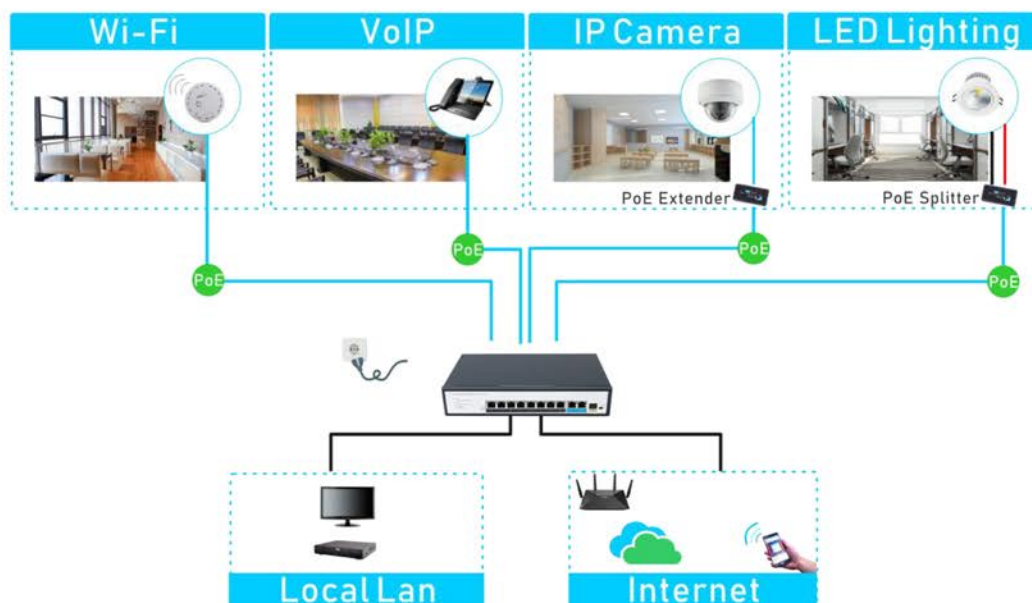 Wi-Fi
VoIP
IP Camera
LED Lighting
PoE Extender
PoE Splitter
PoE
PoE
PoE
PoE
Local Lan
Internet